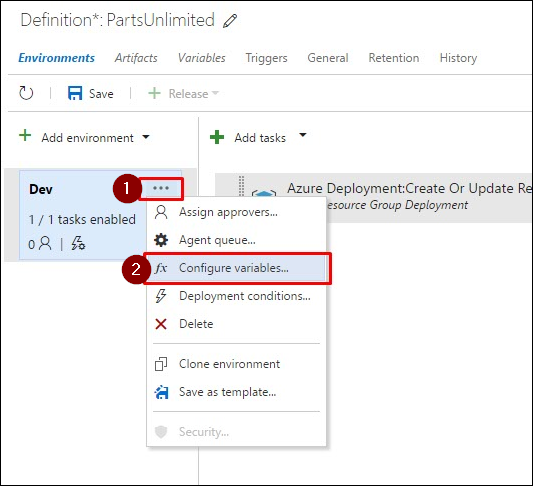 Definition*: PartsUnlimited
Environments Artifacts Variables Triggers General Retention History
Save Release
Add environment Add tasks
Dev 1 ...
1 / 1 tasks enabled
0
Azure Deployment:Create Or Update Re
esource Group Deployment
Assign approvers...
Agent queue...
2 fx Configure variables...
Deployment conditions...
Delete
Clone environment
Save as template...
Security...